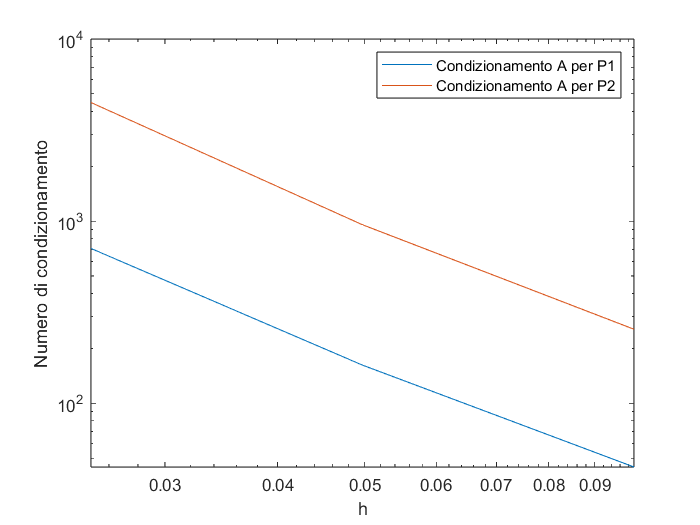 Condizionamento A per P1
Condizionamento A per P2
Numero di condizionamento
10^4
10^3
10^2
0.03 0.04 0.05 0.06 0.07 0.08 0.09
h